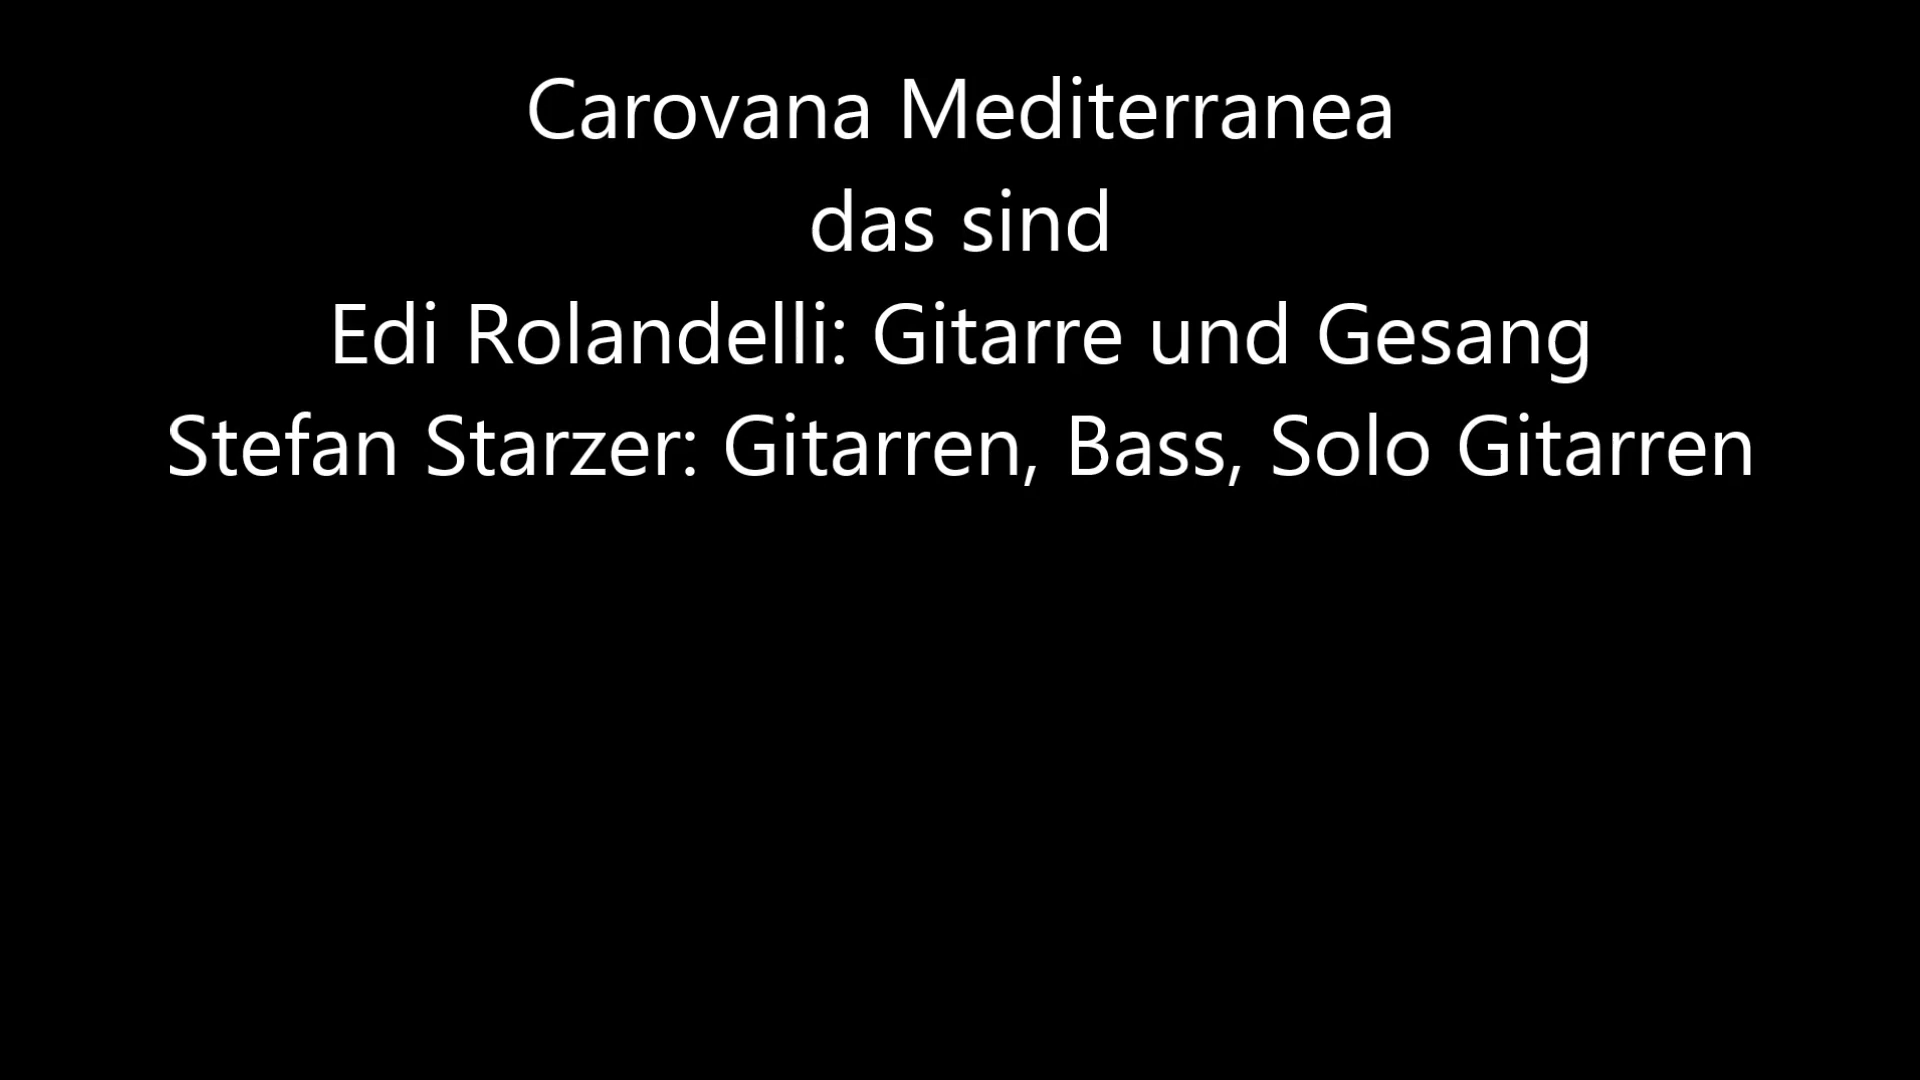 Carovana Mediterranea
das sind
Edi Rolandelli: Gitarre und Gesang
Stefan Starzer: Gitarren, Bass, Solo Gitarren